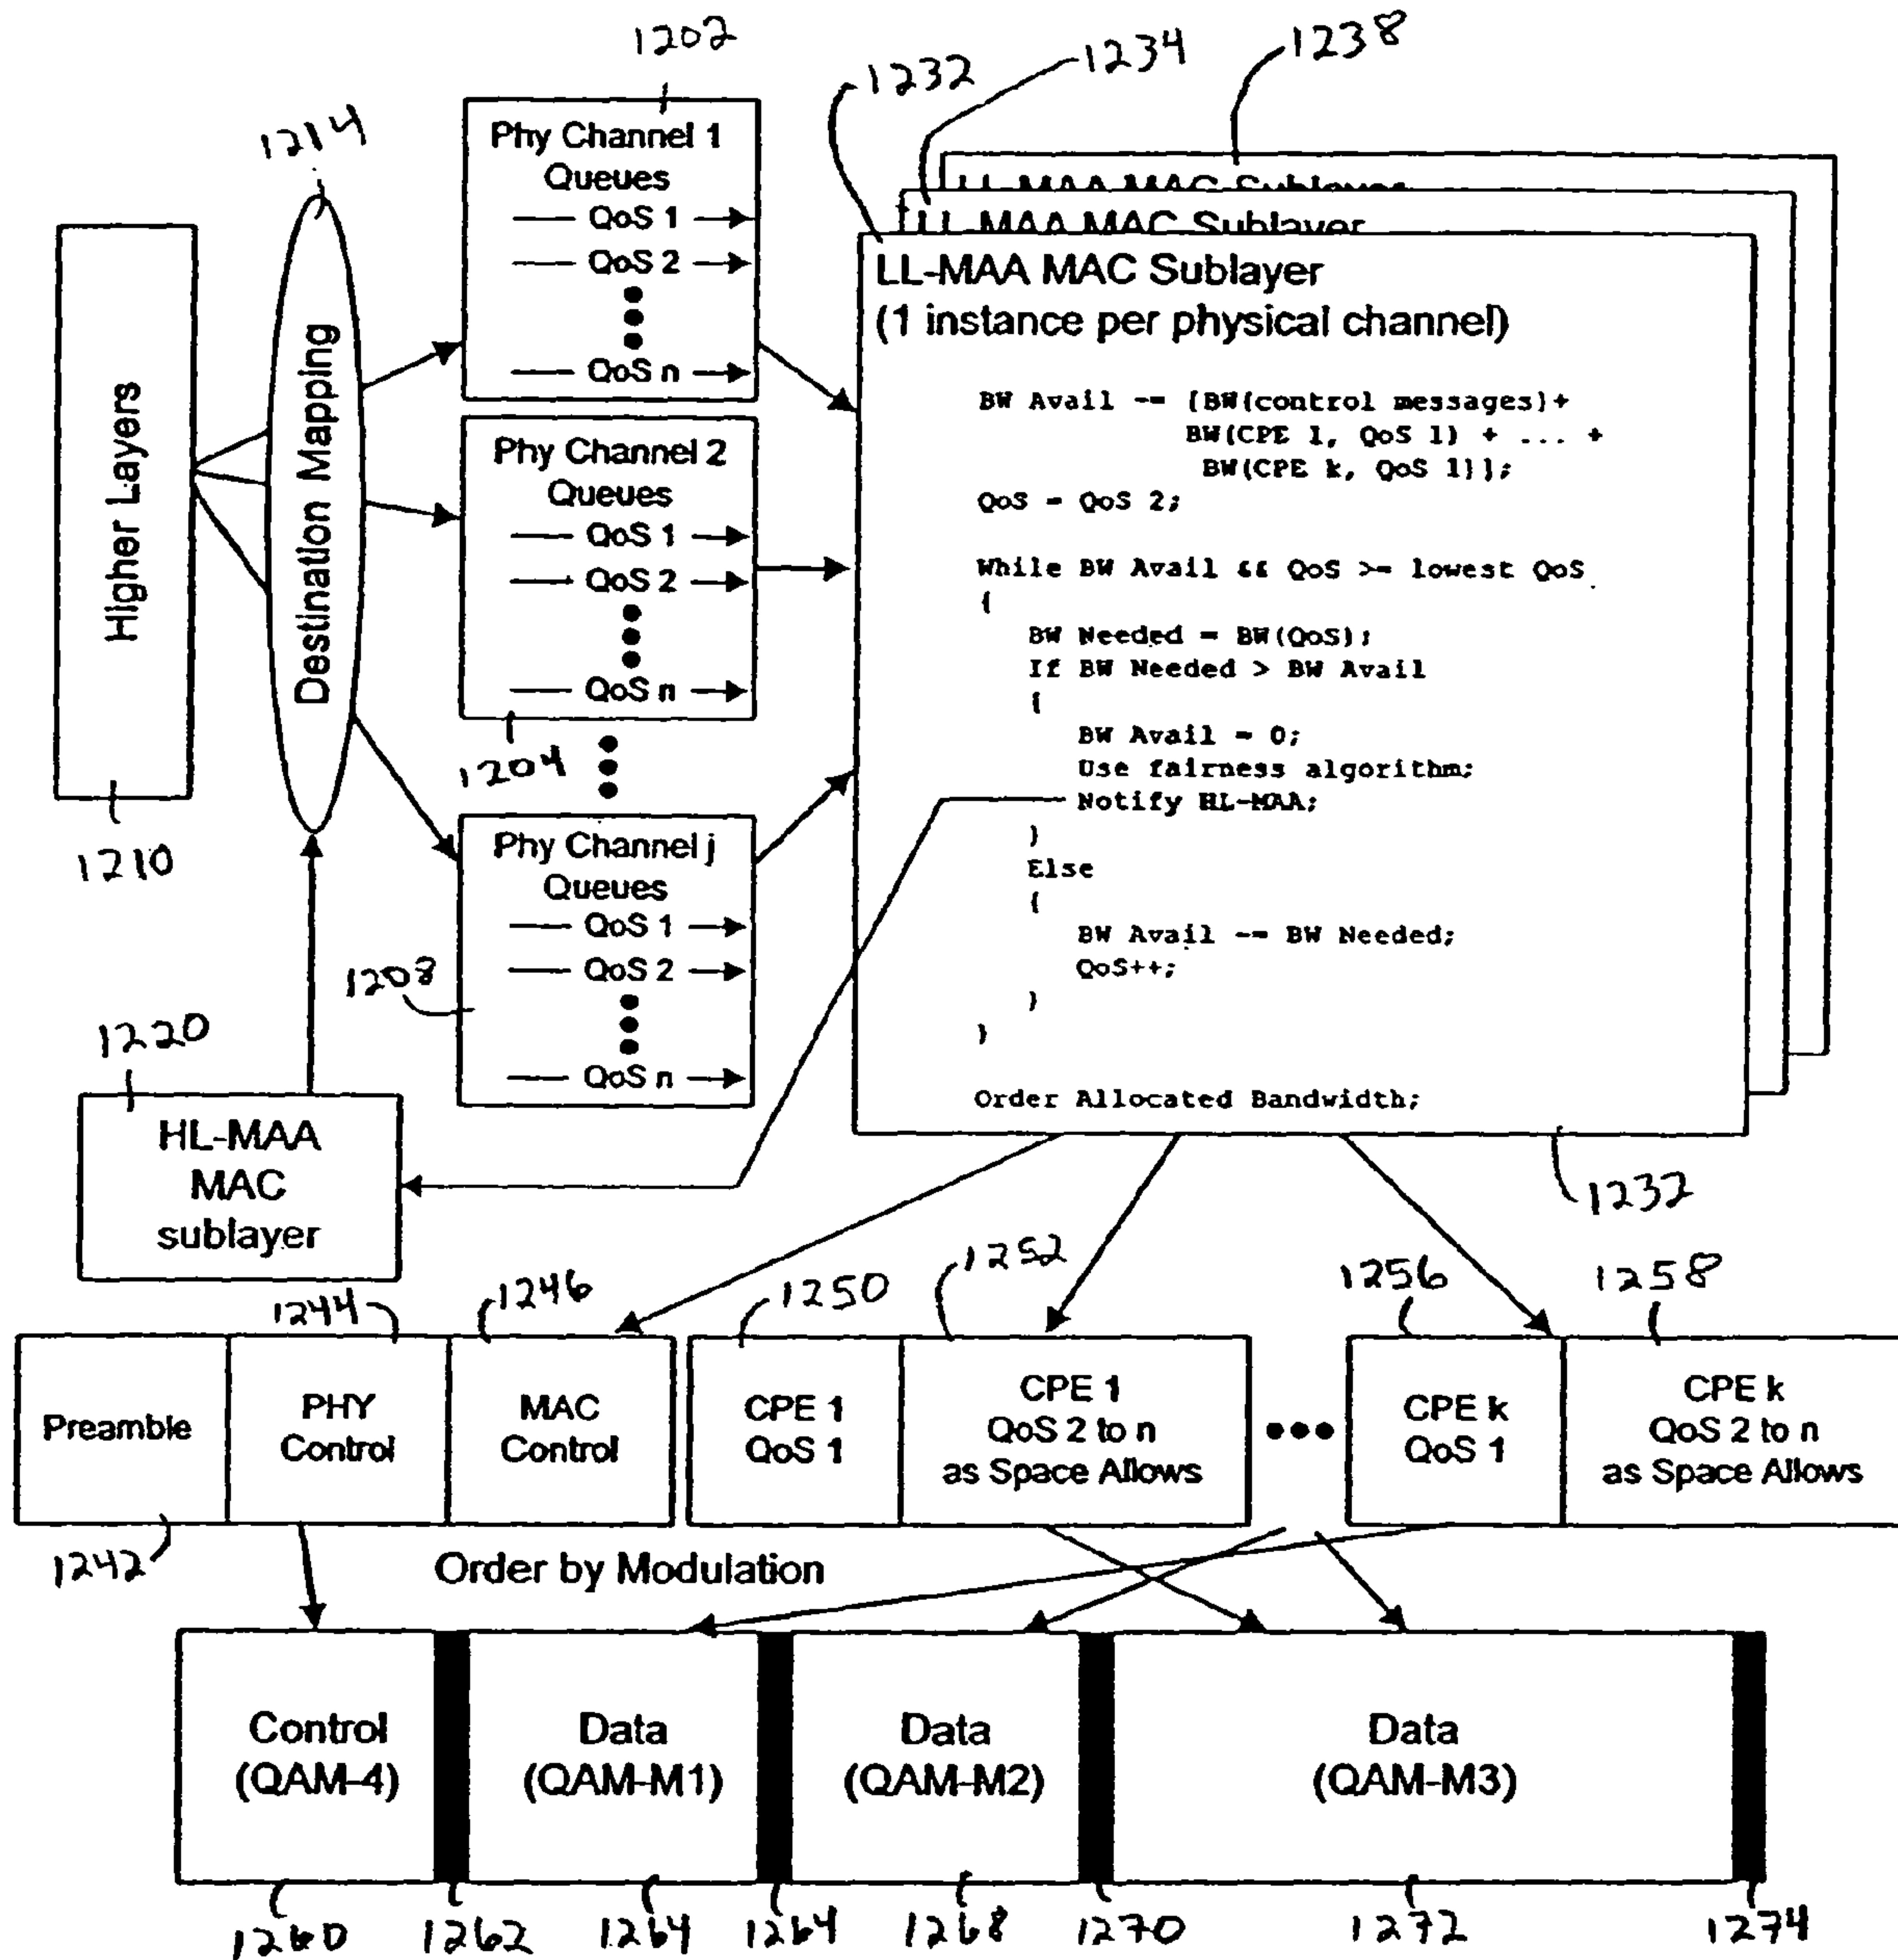 1202
1232
1234
1238
1214
Phy Channel 1
Queues
QoS 1
QoS 2
QoS n
Higher Layers
Destination Mapping
1210
Phy Channel 2
Queues
QoS 1
QoS 2
QoS n
1204
Phy Channel j
Queues
QoS 1
QoS 2
QoS n
1208
1220
HL-MAA
MAC
sublayer
LL-MAA MAC Sublayer
LL-MAA MAC Sublayer
LL-MAA MAC Sublayer
(1 instance per physical channel)
BW Avail -= [BW(control messages)+
BW(CPE 1, QoS 1) + ... +
BW(CPE k, QoS 1)];
QoS = QoS 2;
While BW Avail && QoS >= lowest QoS
{
BW Needed = BW(QoS);
If BW Needed > BW Avail
{
BW Avail = 0;
Use fairness algorithm;
Notify HL-MAA;
}
Else
{
BW Avail -= BW Needed;
QoS++;
}
}
Order Allocated Bandwidth;
1232
1244
1246
1250
1252
1256
1258
Preamble
PHY
Control
MAC
Control
CPE 1
QoS 1
CPE 1
QoS 2 to n
as Space Allows
CPE k
QoS 1
CPE k
QoS 2 to n
as Space Allows
1242
Order by Modulation
Control
(QAM-4)
Data
(QAM-M1)
Data
(QAM-M2)
Data
(QAM-M3)
1260
1262
1264
1264
1268
1270
1272
1274